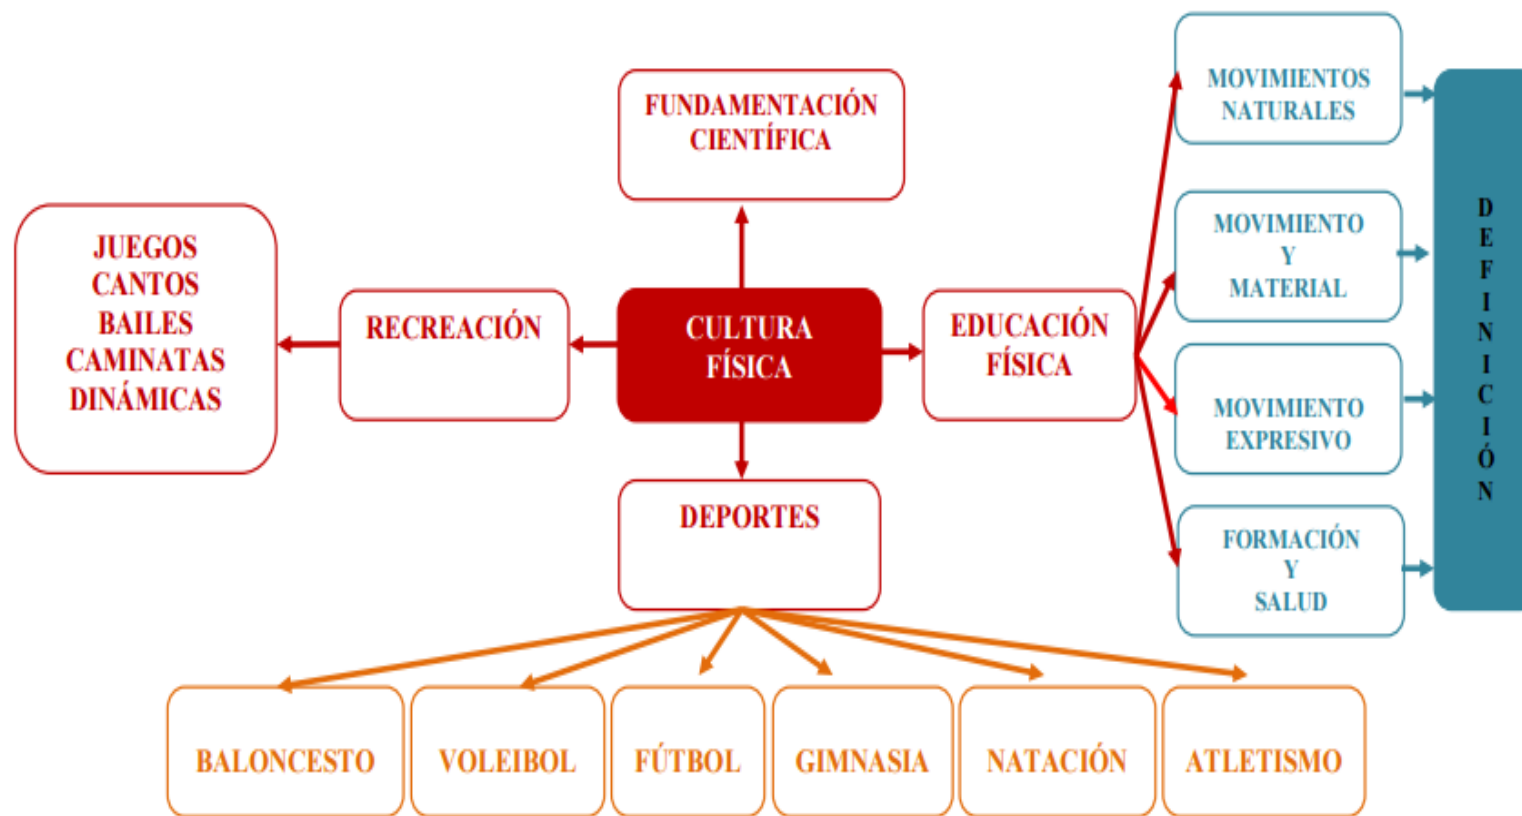 FUNDAMENTACIÓN
CIENTÍFICA
JUEGOS
CANTOS
BAILES
CAMINATAS
DINÁMICAS
RECREACIÓN
CULTURA
FÍSICA
EDUCACIÓN
FÍSICA
MOVIMIENTOS
NATURALES
MOVIMIENTO
Y
MATERIAL
MOVIMIENTO
EXPRESIVO
FORMACIÓN
Y
SALUD
D
E
F
I
N
I
C
I
Ó
N
DEPORTES
BALONCESTO
VOLEIBOL
FÚTBOL
GIMNASIA
NATACIÓN
ATLETISMO